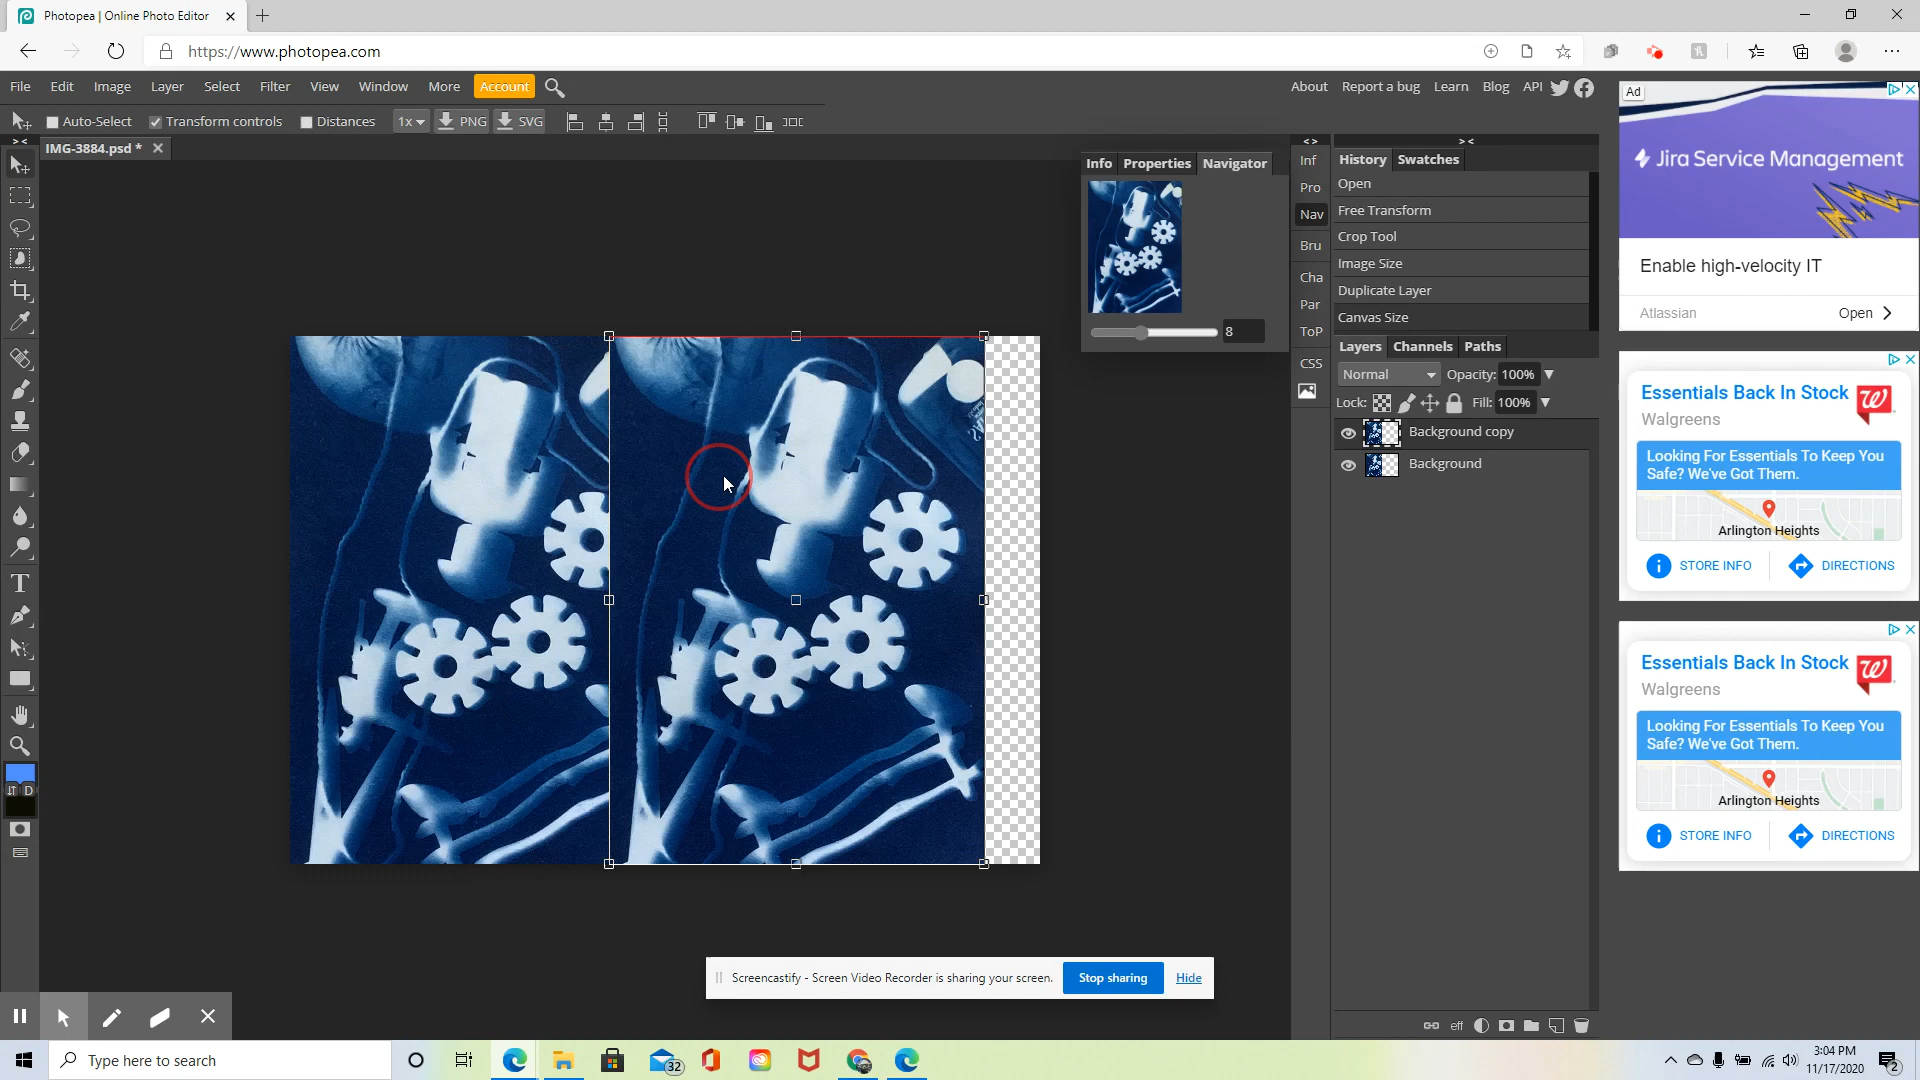 Photopea | Online Photo Editor
https://www.photopea.com
File Edit Image Layer Select Filter View Window More Account
About Report a bug Learn Blog API
Auto-Select Transform controls Distances 1x PNG SVG
IMG-3884.psd *
Info Properties Navigator
8
Inf
Pro
Nav
Bru
Cha
Par
ToP
CSS
History Swatches
Open
Free Transform
Crop Tool
Image Size
Duplicate Layer
Canvas Size
Layers Channels Paths
Normal Opacity: 100%
Lock: Fill: 100%
Background copy
Background
eff
T
D
Ad
Jira Service Management
Enable high-velocity IT
Atlassian Open
Essentials Back In Stock
Walgreens
Looking For Essentials To Keep You
Safe? We've Got Them.
Arlington Heights
STORE INFO DIRECTIONS
Essentials Back In Stock
Walgreens
Looking For Essentials To Keep You
Safe? We've Got Them.
Arlington Heights
STORE INFO DIRECTIONS
Screencastify - Screen Video Recorder is sharing your screen. Stop sharing Hide
Type here to search
32
3:04 PM
11/17/2020
2